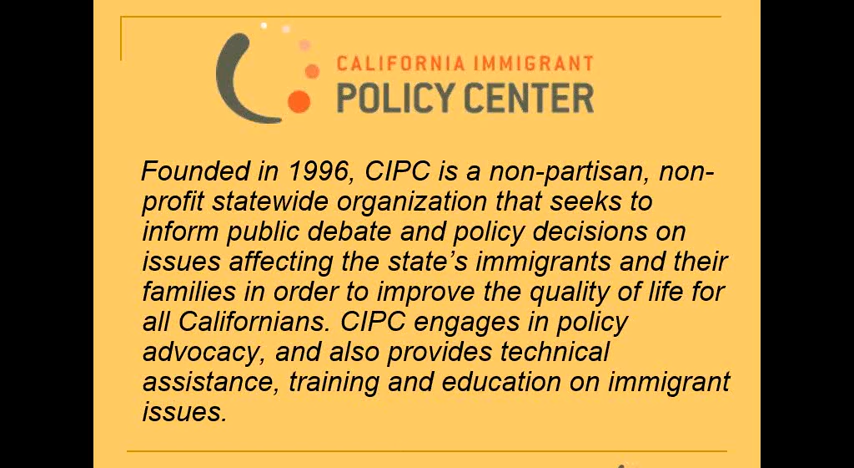 CALIFORNIA IMMIGRANT
POLICY CENTER
Founded in 1996, CIPC is a non-partisan, non-
profit statewide organization that seeks to
inform public debate and policy decisions on
issues affecting the state's immigrants and their
families in order to improve the quality of life for
all Californians. CIPC engages in policy
advocacy, and also provides technical
assistance, training and education on immigrant
issues.